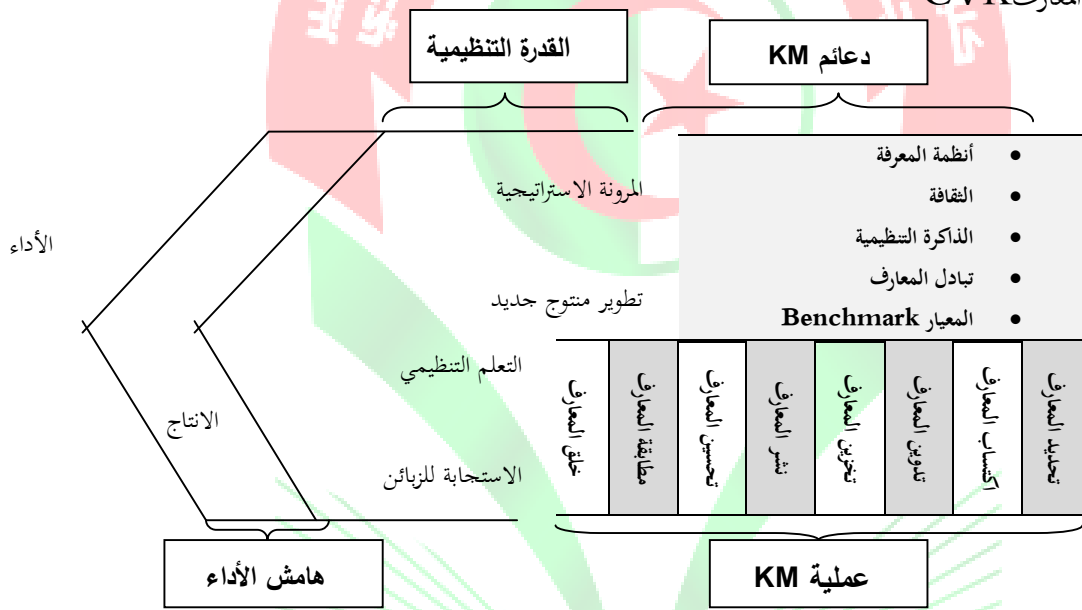 المعارف CVK
القدرة التنظيمية
دعائم KM
• أنظمة المعرفة
• الثقافة
• الذاكرة التنظيمية
• تبادل المعارف
• المعيار Benchmark
المرونة الاستراتيجية
تطوير منتوج جديد
التعلم التنظيمي
الاستجابة للزبائن
الأداء
الانتاج
تحديد المعارف
اكتساب المعارف
تدوين المعارف
تخزين المعارف
نشر المعارف
تحسين المعارف
مطابقة المعارف
خلق المعارف
عملية KM
هامش الأداء